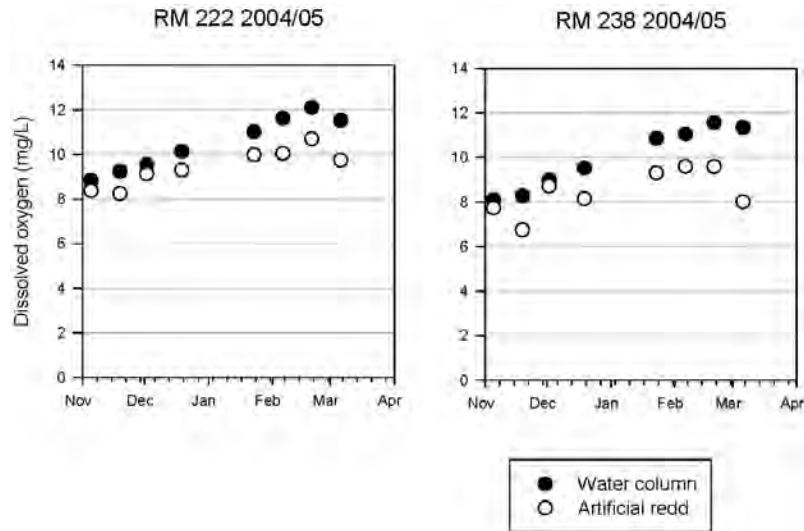 RM 222 2004/05
Dissolved oxygen (mg/L)
14
12
10
8
6
4
2
0
Nov Dec Jan Feb Mar Apr
RM 238 2004/05
14
12
10
8
6
4
2
0
Nov Dec Jan Feb Mar Apr
Water column
Artificial redd